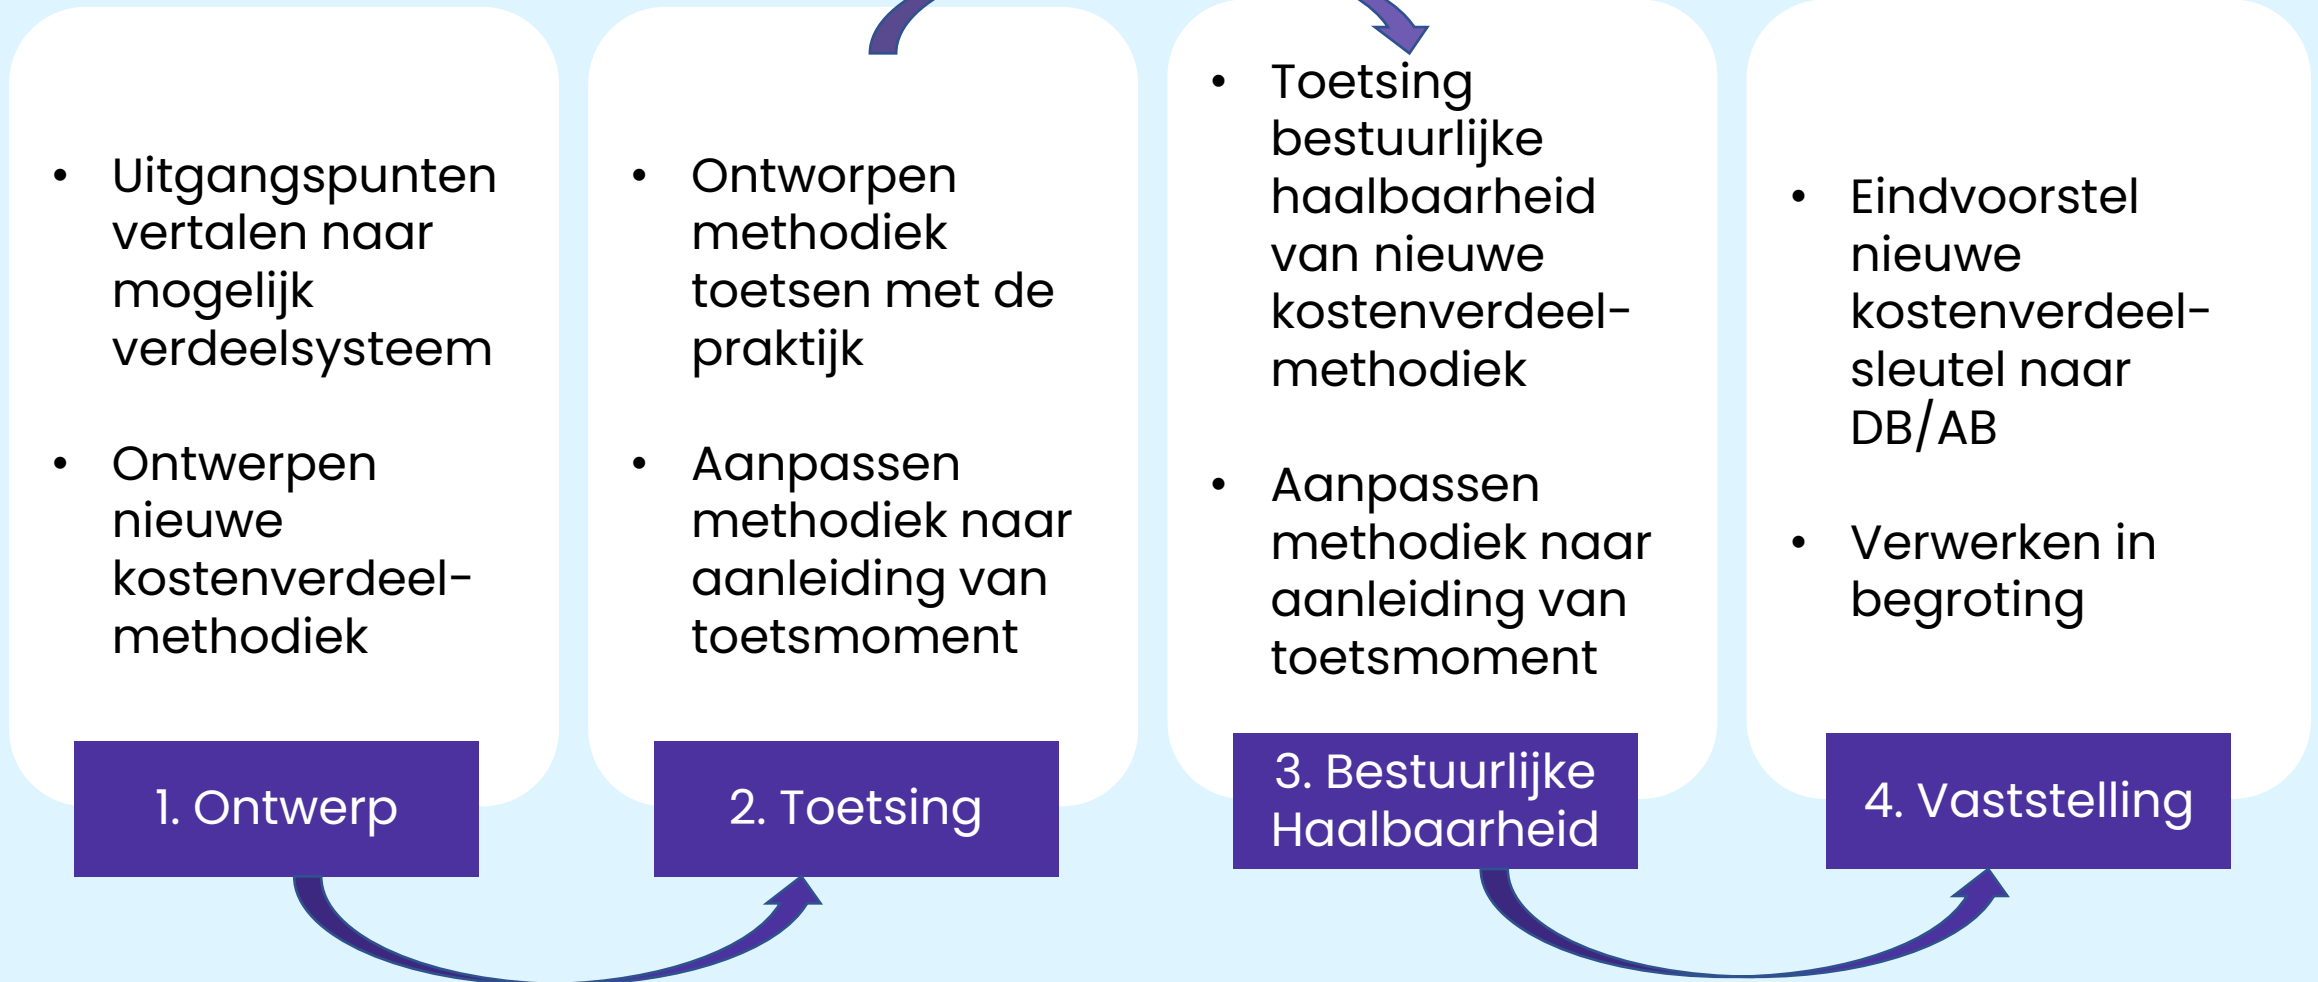 • Uitgangspunten
vertalen naar
mogelijk
verdeelsysteem
• Ontwerpen
nieuwe
kostenverdeel-
methodiek
1. Ontwerp
• Ontworpen
methodiek
toetsen met de
praktijk
• Aanpassen
methodiek naar
aanleiding van
toetsmoment
2. Toetsing
• Toetsing
bestuurlijke
haalbaarheid
van nieuwe
kostenverdeel-
methodiek
• Aanpassen
methodiek naar
aanleiding van
toetsmoment
3. Bestuurlijke
Haalbaarheid
• Eindvoorstel
nieuwe
kostenverdeel-
sleutel naar
DB/AB
• Verwerken in
begroting
4. Vaststelling